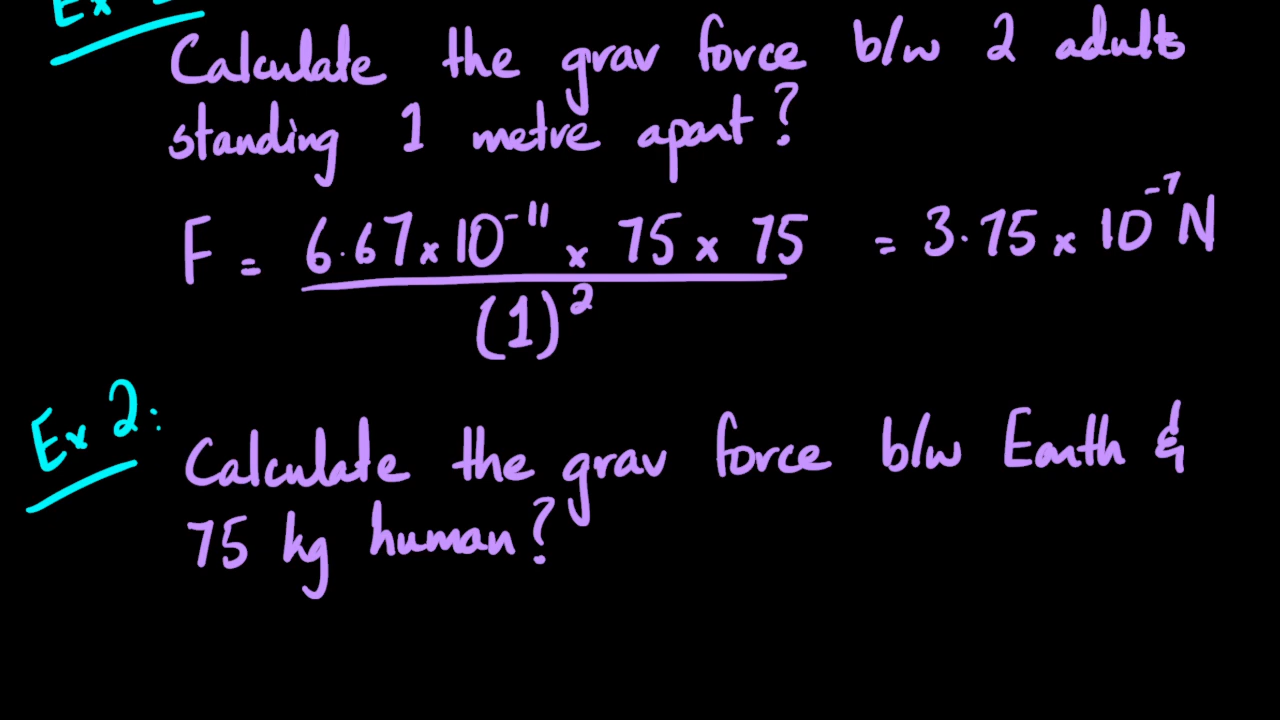 Ex
Calculate the grav force b/w 2 adults
standing 1 metre apart?
F = 6.67 x 10^-11 x 75 x 75 = 3.75 x 10^-7 N
(1)^2
Ex 2:
Calculate the grav force b/w Earth &
75 kg human?